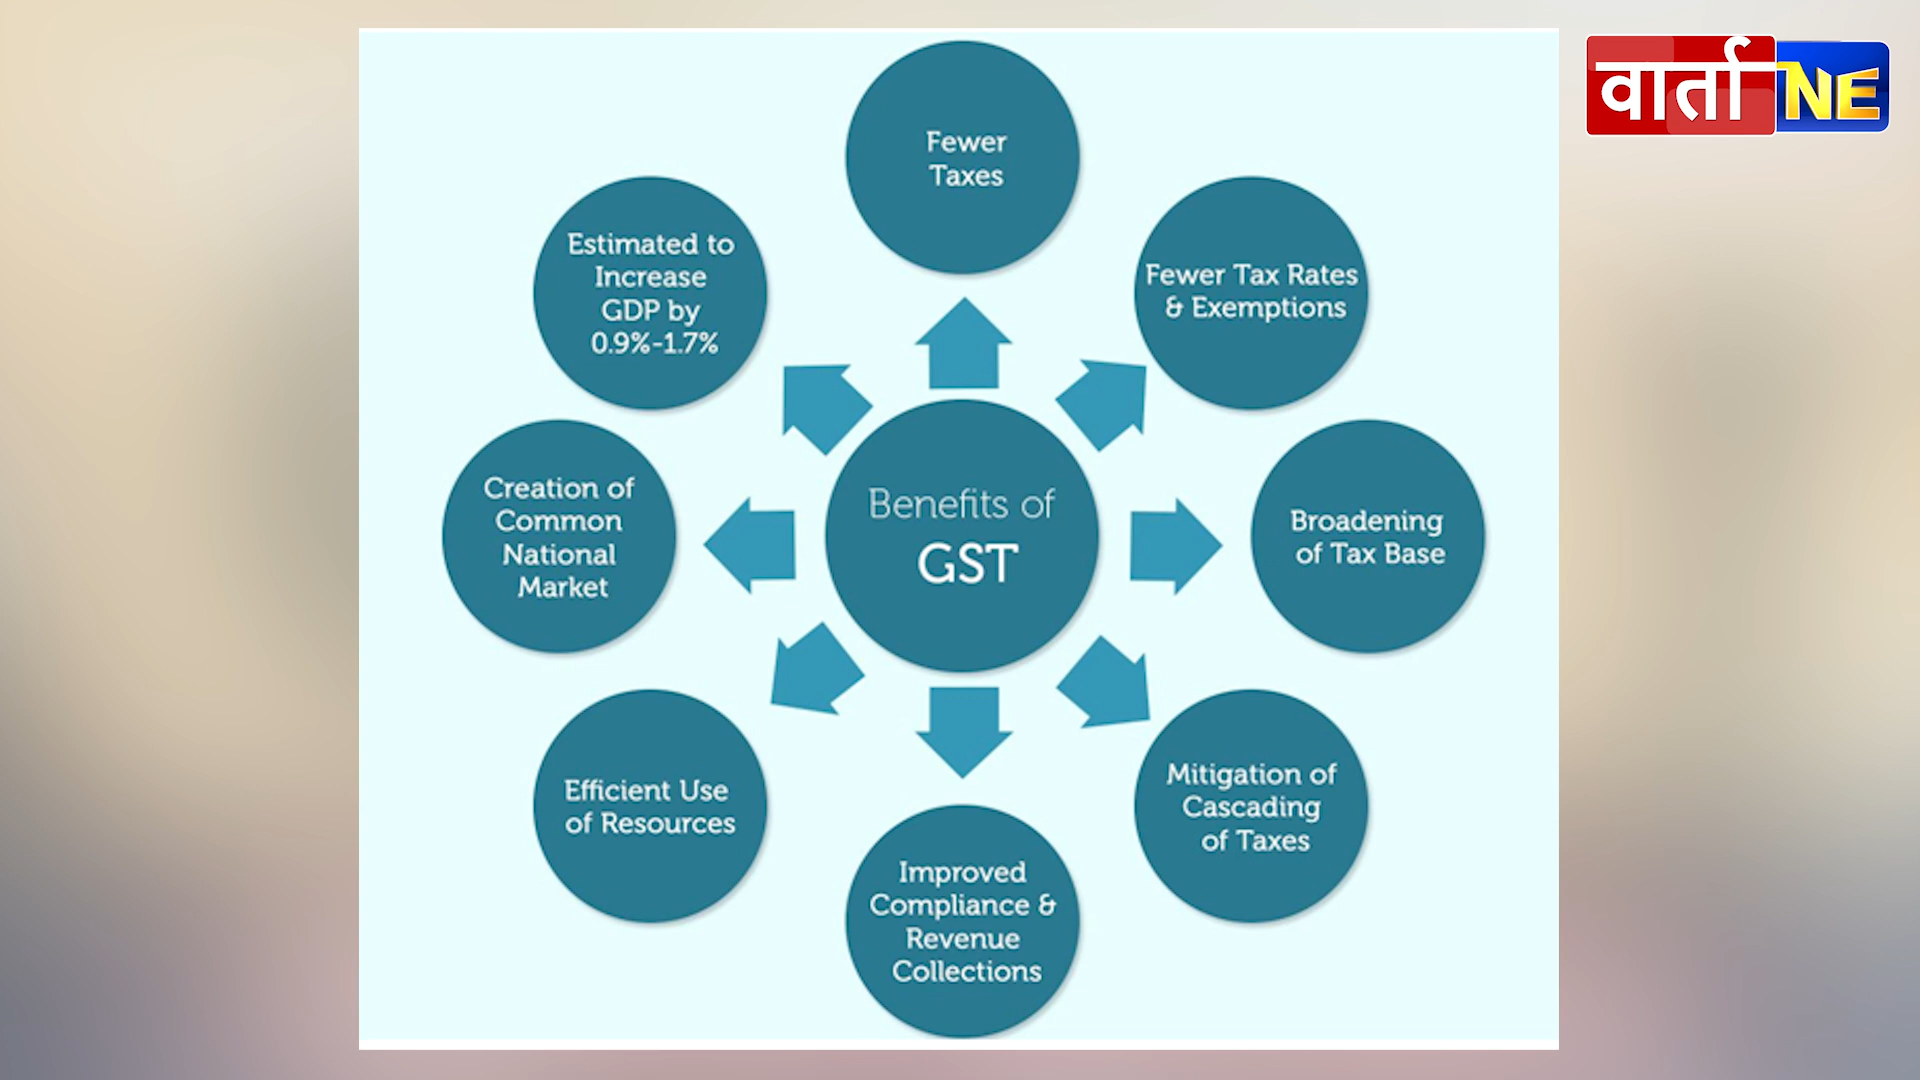 वार्ता NE
Fewer
Taxes
Fewer Tax Rates
& Exemptions
Broadening
of Tax Base
Mitigation of
Cascading
of Taxes
Improved
Compliance &
Revenue
Collections
Efficient Use
of Resources
Creation of
Common
National
Market
Estimated to
Increase
GDP by
0.9%-1.7%
Benefits of
GST